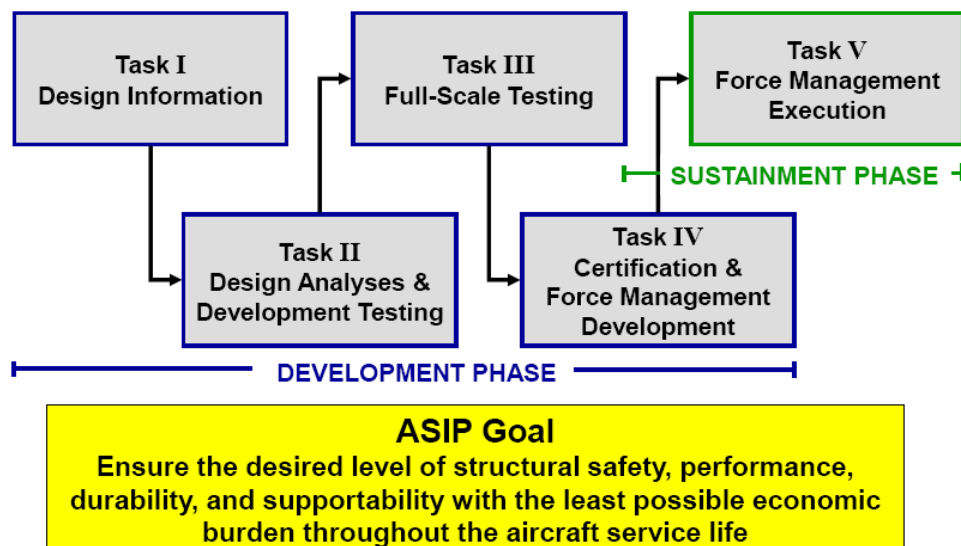 Task I
Design Information
Task II
Design Analyses &
Development Testing
Task III
Full-Scale Testing
Task IV
Certification &
Force Management
Development
Task V
Force Management
Execution
SUSTAINMENT PHASE
DEVELOPMENT PHASE
ASIP Goal
Ensure the desired level of structural safety, performance,
durability, and supportability with the least possible economic
burden throughout the aircraft service life